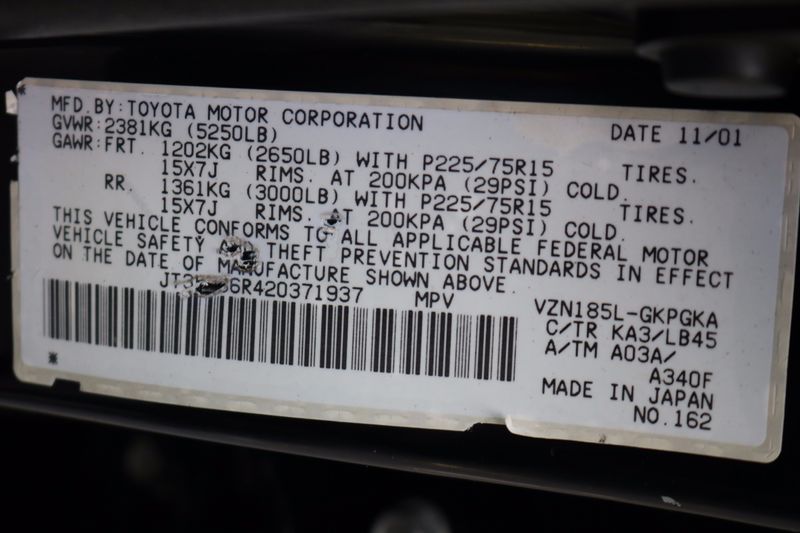 MFD.BY:TOYOTA MOTOR CORPORATION DATE 11/01
GVWR:2381KG (5250LB)
GAWR:FRT. 1202KG (2650LB) WITH P225/75R15 TIRES.
15X7J RIMS. AT 200KPA (29PSI) COLD.
RR. 1361KG (3000LB) WITH P225/75R15 TIRES.
15X7J RIMS. AT 200KPA (29PSI) COLD.
THIS VEHICLE CONFORMS TO ALL APPLICABLE FEDERAL MOTOR
VEHICLE SAFETY THEFT PREVENTION STANDARDS IN EFFECT
ON THE DATE OF MANUFACTURE SHOWN ABOVE.
MPV
VZN185L-GKPGKA
C/TR KA3/LB45
A/TM A03A/
A340F
MADE IN JAPAN
NO.162